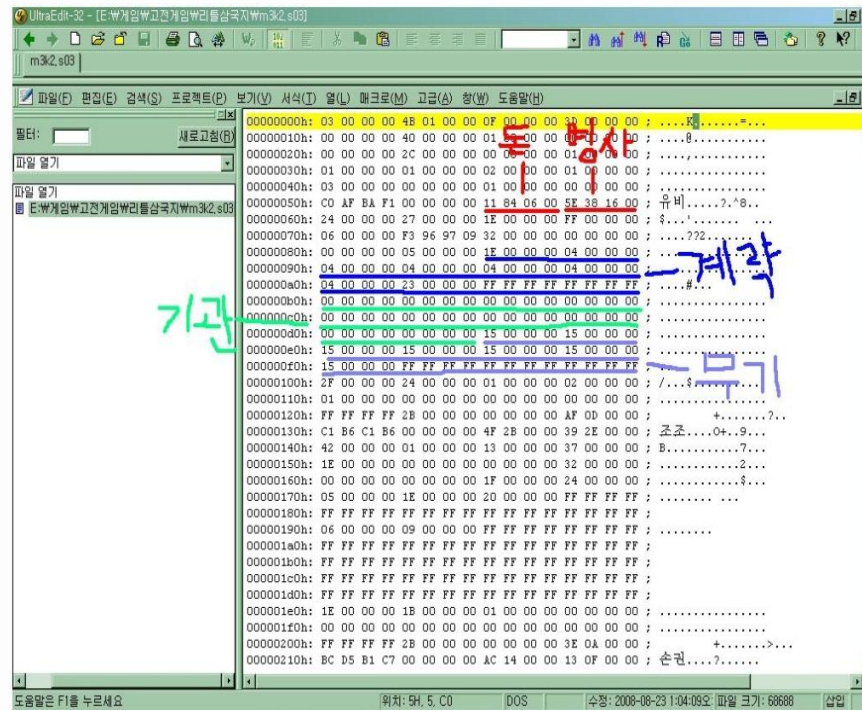 UltraEdit-32 - [E:￦게임￦고전게임￦리틀삼국지￦m3k2,s03]
m3k2,s03
파일(F) 편집(E) 검색(S) 프로젝트(P) 보기(V) 서식(T) 열(L) 매크로(M) 고급(A) 창(W) 도움말(H)
필터: 새로고침(R)
파일 열기
파일 열기
E:￦게임￦고전게임￦리틀삼국지￦m3k2,s03
00000000h: 03 00 00 00 4B 01 00 00 0F 00 00 00 3D 00 00 00 ; ....K.......=...
00000010h: 00 00 00 00 40 00 00 00 01 00 00 00 ; ....@...........
00000020h: 00 00 00 00 2C 00 00 00 00 00 01 ; ....,...........
00000030h: 01 00 00 00 01 00 00 00 02 00 00 00 01 00 00 00 ; ................
00000040h: 03 00 00 00 00 00 00 00 01 00 00 00 00 00 00 00 ; ................
00000050h: C0 AF BA F1 00 00 00 00 11 84 06 00 5E 38 16 00 ; 유비....?.^8..
00000060h: 24 00 00 00 27 00 00 00 1E 00 00 00 FF 00 00 00 ; $...'....... ...
00000070h: 06 00 00 00 F3 96 97 09 32 00 00 00 00 00 00 00 ; ....??2.......
00000080h: 00 00 00 00 05 00 00 00 1E 00 00 00 04 00 00 00 ; ................
00000090h: 04 00 00 00 04 00 00 00 04 00 00 00 04 00 00 00
000000a0h: 04 00 00 00 23 00 00 00 FF FF FF FF FF FF FF FF ; ....#...
000000b0h: 00 00 00 00 00 00 00 00 00 00 00 00 00 00 00 00 ; ................
000000c0h: 00 00 00 00 00 00 00 00 00 00 00 00 00 00 00 00 ; ................
000000d0h: 00 00 00 00 00 00 00 00 15 00 00 00 15 00 00 00 ; ................
000000e0h: 15 00 00 00 15 00 00 00 15 00 00 00 15 00 00 00 ; ................
000000f0h: 15 00 00 00 FF FF FF FF FF FF FF FF FF FF FF FF ; ....
00000100h: 2F 00 00 00 24 00 00 00 01 00 00 00 02 00 00 00 ; /...$...
00000110h: 01 00 00 00 00 00 00 00 00 00 00 00 00 00 00 00 ; ................
00000120h: FF FF FF FF 2B 00 00 00 00 00 00 00 AF 0D 00 00 ; +.......?..
00000130h: C1 B6 C1 B6 00 00 00 00 4F 2B 00 00 39 2E 00 00 ; 조조....O+..9...
00000140h: 42 00 00 00 01 00 00 00 13 00 00 00 37 00 00 00 ; B...........7...
00000150h: 1E 00 00 00 00 00 00 00 00 00 00 00 32 00 00 00 ; ............2...
00000160h: 00 00 00 00 00 00 00 00 1F 00 00 00 24 00 00 00 ; ............$...
00000170h: 05 00 00 00 1E 00 00 00 20 00 00 00 FF FF FF FF ; ........ ...
00000180h: FF FF FF FF FF FF FF FF FF FF FF FF FF FF FF FF ;
00000190h: 06 00 00 00 09 00 00 00 FF FF FF FF FF FF FF FF ; ........
000001a0h: FF FF FF FF FF FF FF FF FF FF FF FF FF FF FF FF ;
000001b0h: FF FF FF FF FF FF FF FF FF FF FF FF FF FF FF FF ;
000001c0h: FF FF FF FF FF FF FF FF FF FF FF FF FF FF FF FF ;
000001d0h: FF FF FF FF FF FF FF FF FF FF FF FF FF FF FF FF ;
000001e0h: 1E 00 00 00 1B 00 00 00 01 00 00 00 00 00 00 00 ; ................
000001f0h: 00 00 00 00 00 00 00 00 00 00 00 00 00 00 00 00 ; ................
00000200h: FF FF FF FF 2B 00 00 00 00 00 00 00 3E 0A 00 00 ; +.......>...
00000210h: BC D5 B1 C7 00 00 00 00 AC 14 00 00 13 0F 00 00 ; 손권....?......
돈 병사
계략
기관
무기
도움말은 F1를 누르세요 위치: 5H, 5, C0 DOS 수정: 2008-08-23 1:04:09오: 파일 크기: 68688 삽입